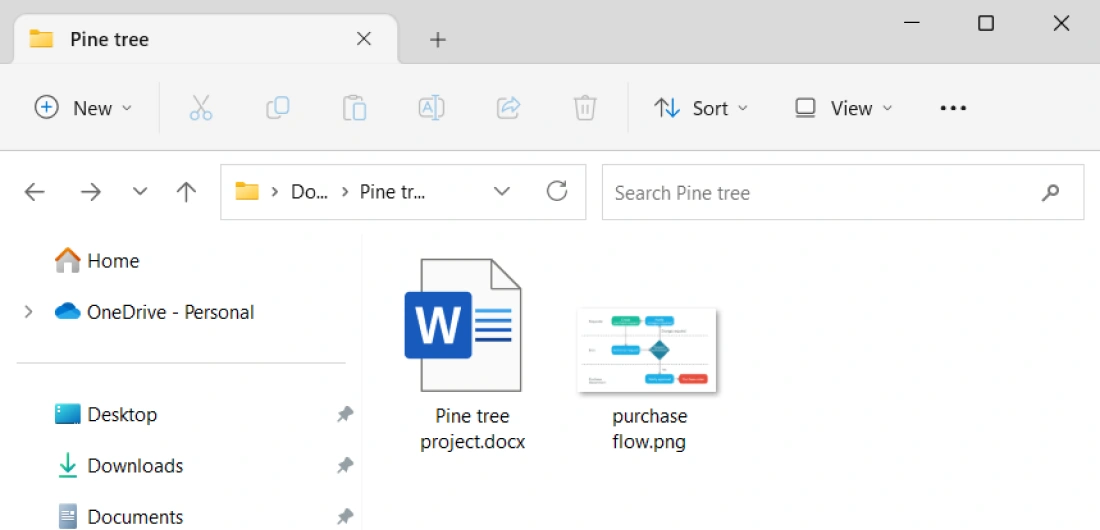 Pine tree
New
Sort
View
Do... Pine tr...
Search Pine tree
Home
OneDrive - Personal
Desktop
Downloads
Documents
W
Pine tree
project.docx
purchase
flow.png